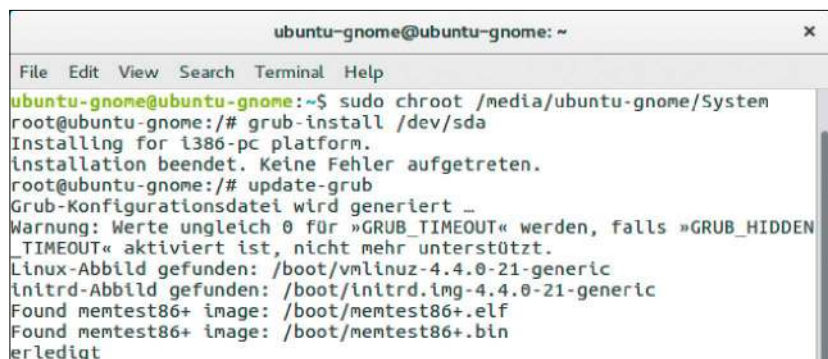 ubuntu-gnome@ubuntu-gnome: ~ ×
File Edit View Search Terminal Help
ubuntu-gnome@ubuntu-gnome:~$ sudo chroot /media/ubuntu-gnome/System
root@ubuntu-gnome:/# grub-install /dev/sda
Installing for i386-pc platform.
installation beendet. Keine Fehler aufgetreten.
root@ubuntu-gnome:/# update-grub
Grub-Konfigurationsdatei wird generiert …
Warnung: Werte ungleich 0 für »GRUB_TIMEOUT« werden, falls »GRUB_HIDDEN
_TIMEOUT« aktiviert ist, nicht mehr unterstützt.
Linux-Abbild gefunden: /boot/vmlinuz-4.4.0-21-generic
initrd-Abbild gefunden: /boot/initrd.img-4.4.0-21-generic
Found memtest86+ image: /boot/memtest86+.elf
Found memtest86+ image: /boot/memtest86+.bin
erledigt